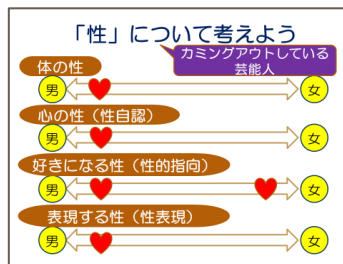 「性」について考えよう
カミングアウトしている
芸能人
体の性
男
女
心の性（性自認）
男
女
好きになる性（性的指向）
男
女
表現する性（性表現）
男
女